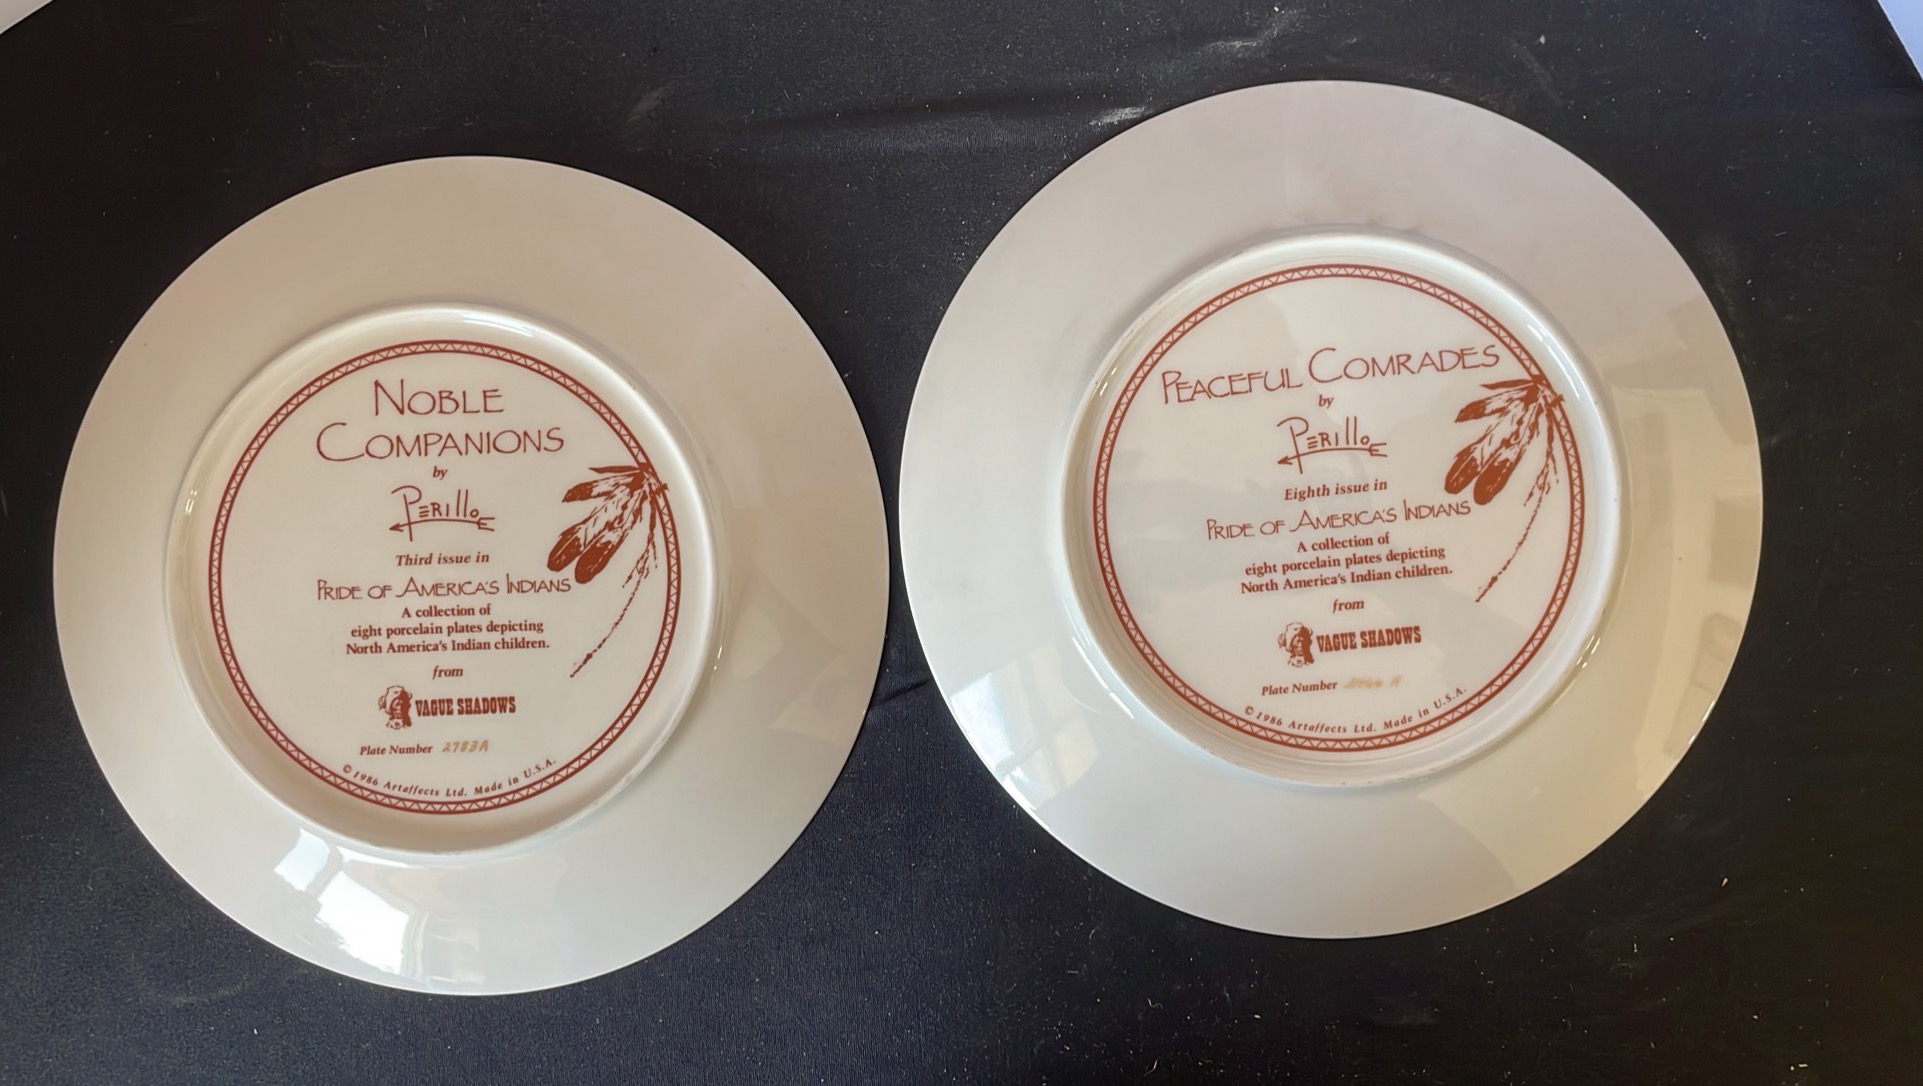 NOBLE
COMPANIONS
by
PERILLO
Third issue in
PRIDE OF AMERICA'S INDIANS
A collection of
eight porcelain plates depicting
North America's Indian children.
from
VAGUE SHADOWS
Plate Number 2783A
© 1986 Artaffects Ltd. Made in U.S.A.
PEACEFUL COMRADES
by
PERILLO
Eighth issue in
PRIDE OF AMERICA'S INDIANS
A collection of
eight porcelain plates depicting
North America's Indian children.
from
VAGUE SHADOWS
Plate Number
© 1986 Artaffects Ltd. Made in U.S.A.